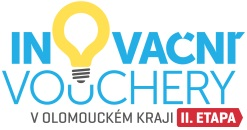 INOVAČNÍ
VOUCHERY
V OLOMOUCKÉM KRAJI II. ETAPA